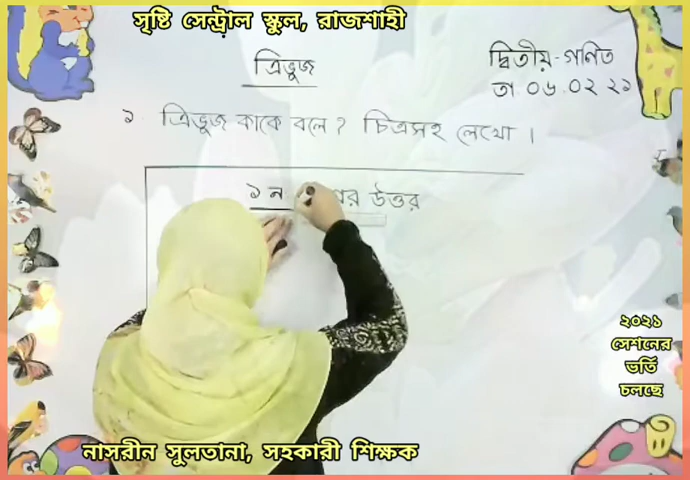 সৃষ্টি সেন্ট্রাল স্কুল, রাজশাহী
ত্রিভুজ
দ্বিতীয়-গণিত
তা ০৬.০২ ২১
১. ত্রিভুজ কাকে বলে? চিত্রসহ লেখো।
১ন উত্তর
২০২১
সেশনের
ভর্তি
চলছে
নাসরীন সুলতানা, সহকারী শিক্ষক